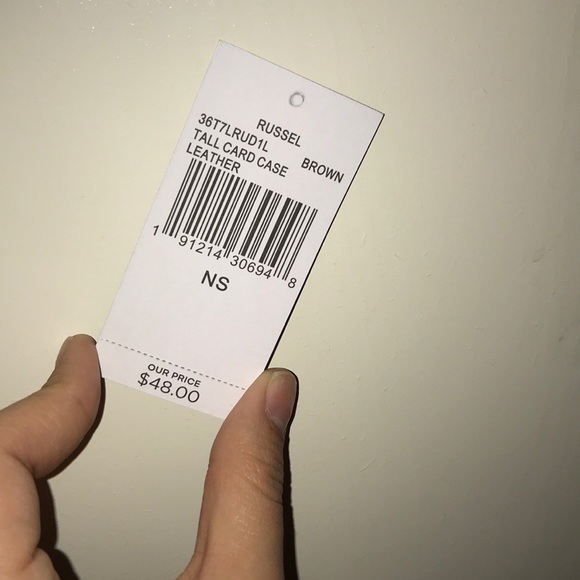 RUSSEL
36T7LRUD1L BROWN
TALL CARD CASE
LEATHER
1 91214 30694 8
NS
OUR PRICE
$48.00